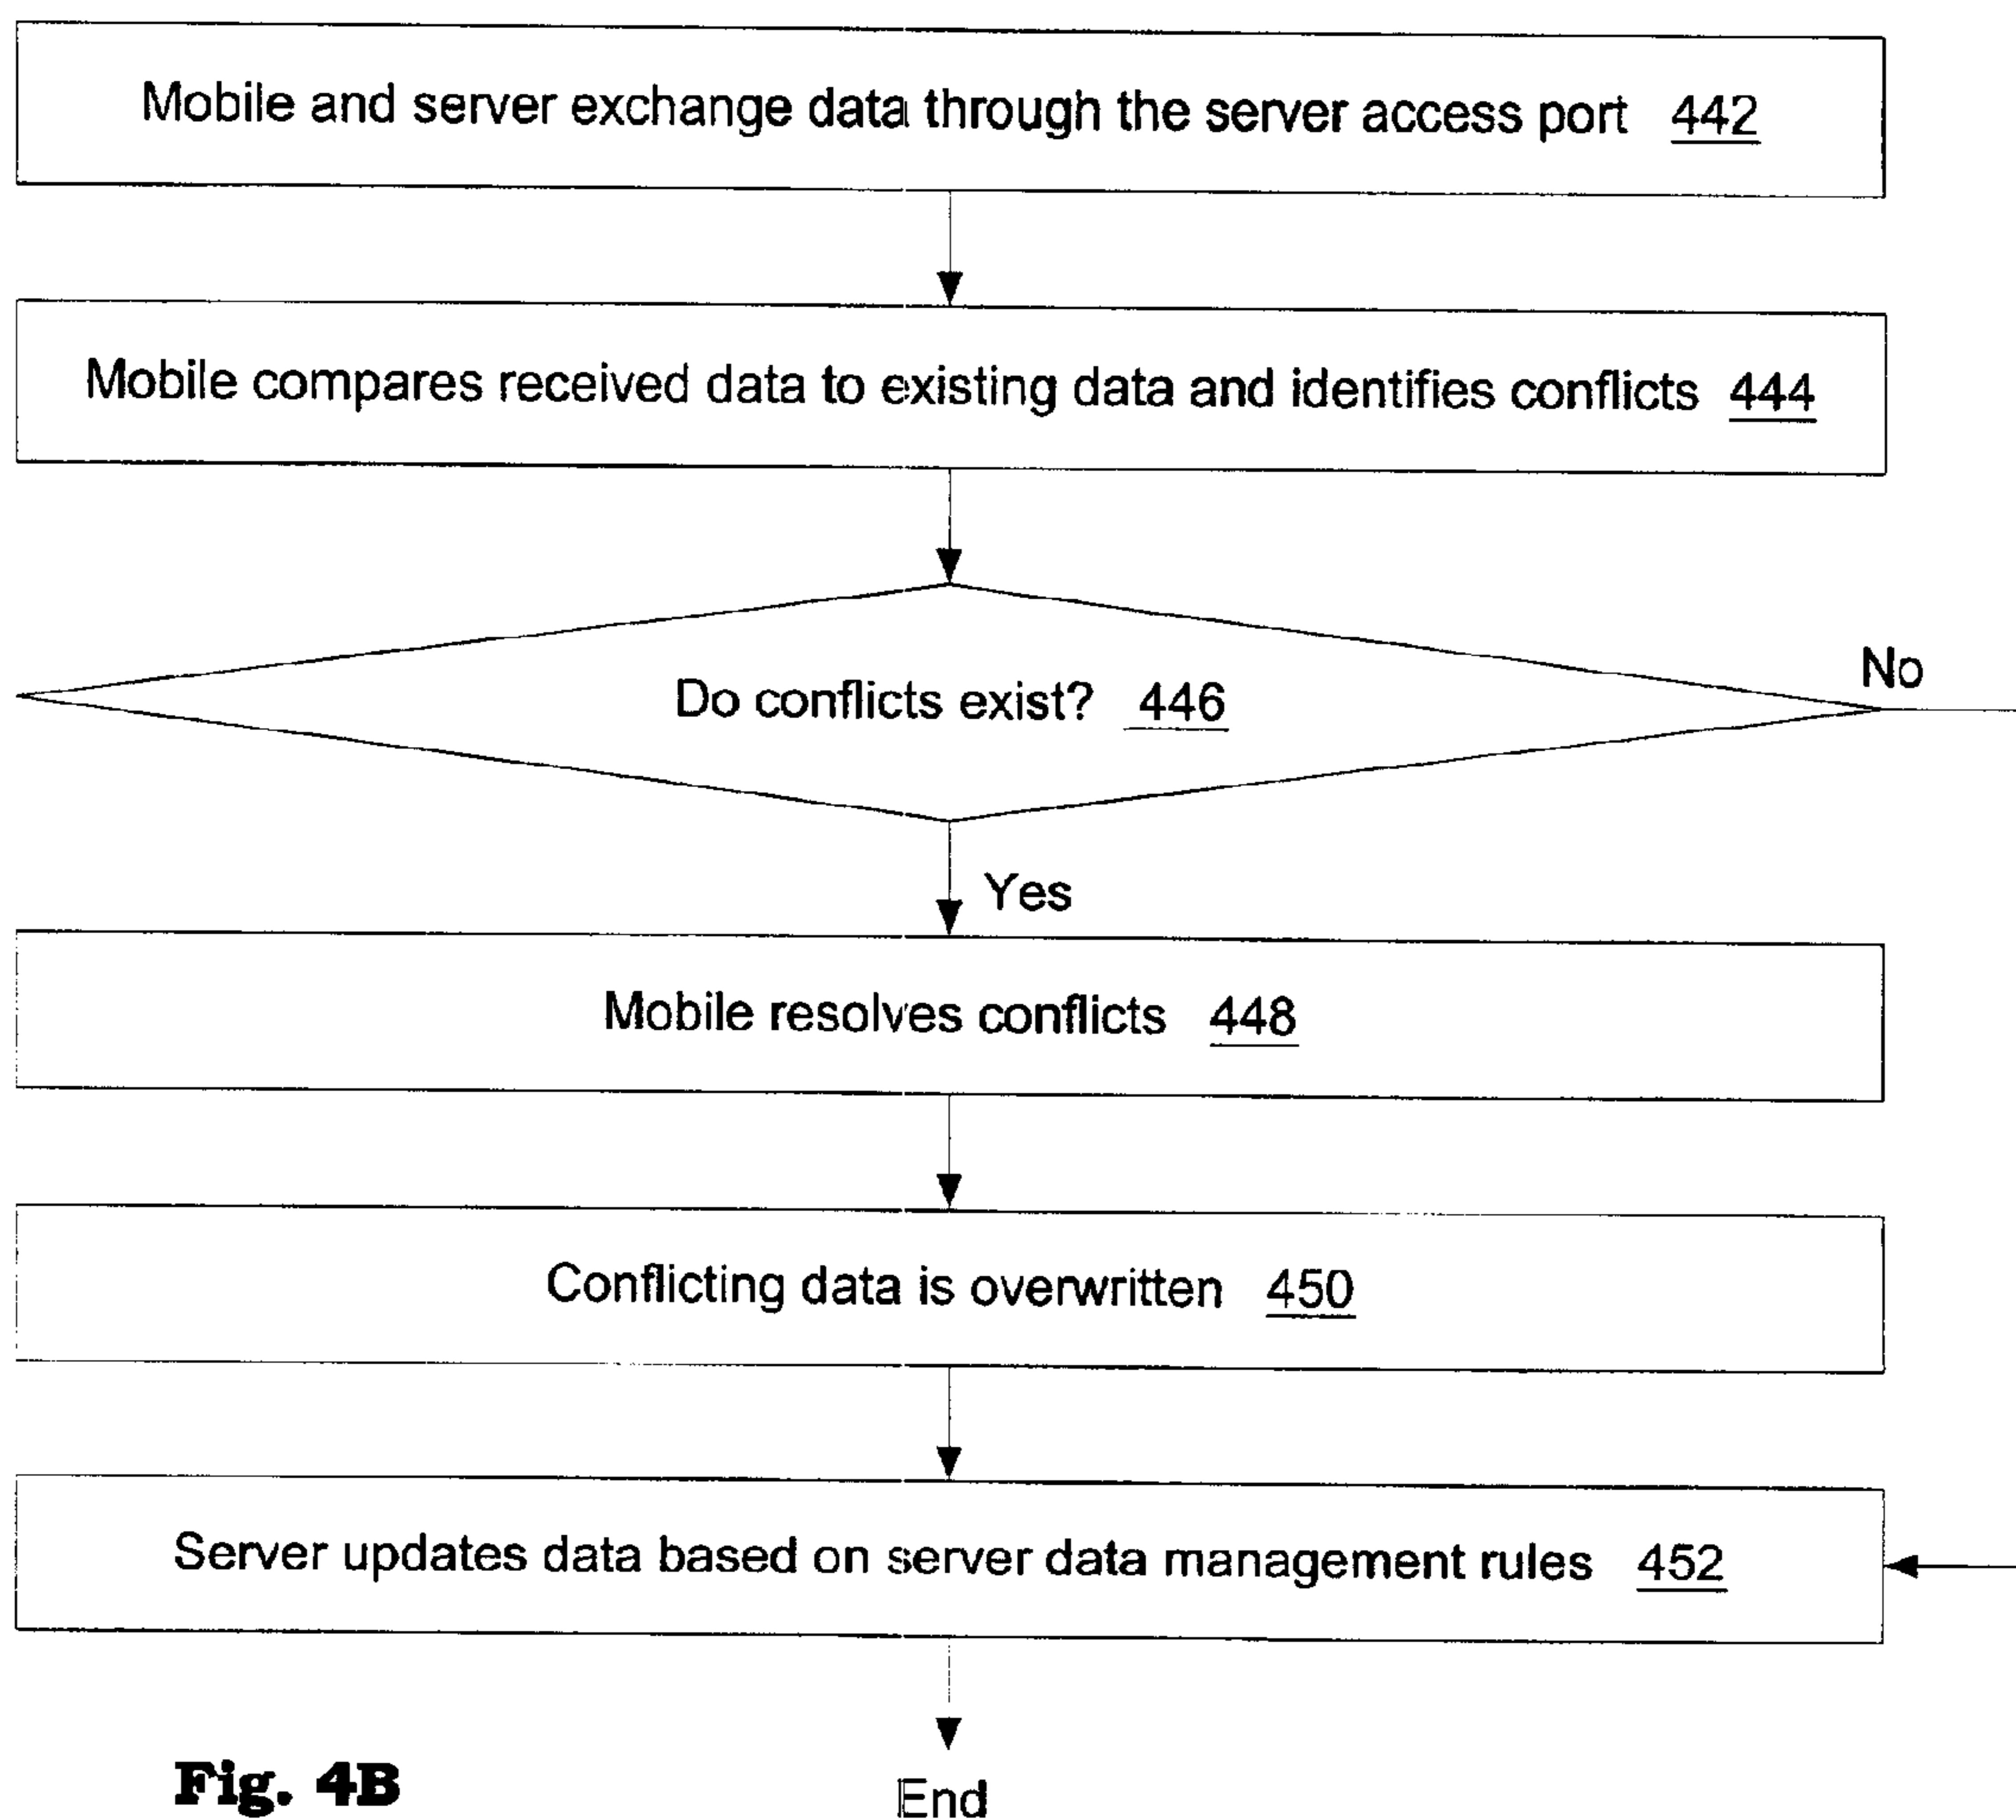 Mobile and server exchange data through the server access port 442
Mobile compares received data to existing data and identifies conflicts 444
No
Do conflicts exist? 446
Yes
Mobile resolves conflicts 448
Conflicting data is overwritten 450
Server updates data based on server data management rules 452
Fig. 4B
End